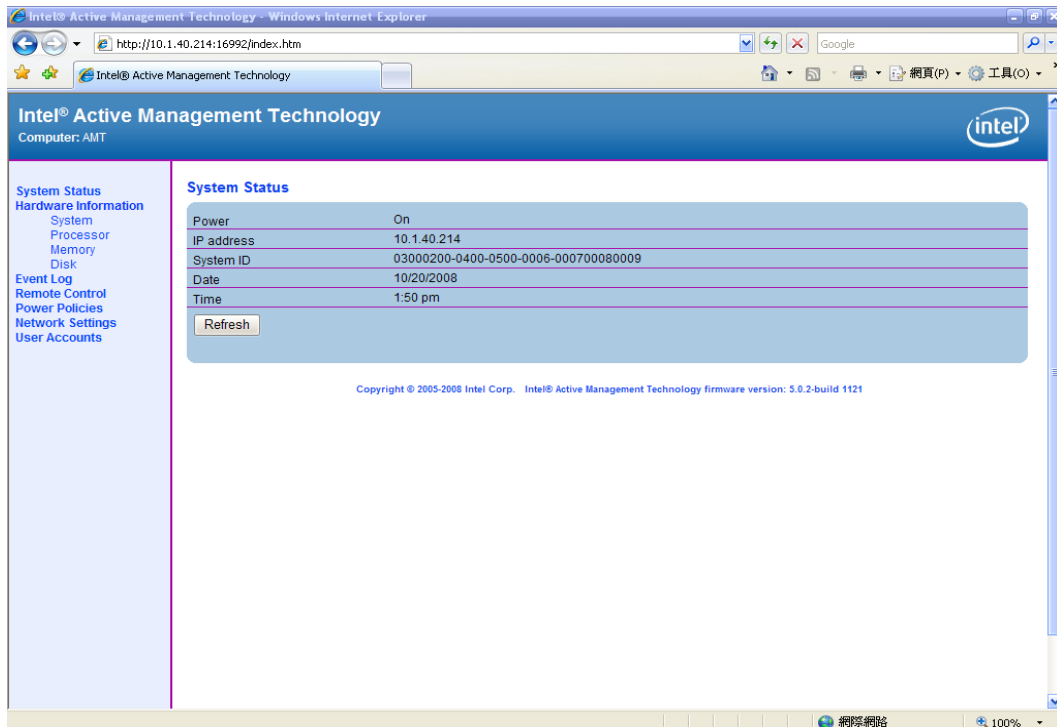 Intel® Active Management Technology - Windows Internet Explorer
http://10.1.40.214:16992/index.htm
Google
Intel® Active Management Technology
網頁(P)
工具(O)
Intel® Active Management Technology
Computer: AMT
intel
System Status
Hardware Information
System
Processor
Memory
Disk
Event Log
Remote Control
Power Policies
Network Settings
User Accounts
System Status
Power On
IP address 10.1.40.214
System ID 03000200-0400-0500-0006-000700080009
Date 10/20/2008
Time 1:50 pm
Refresh
Copyright © 2005-2008 Intel Corp. Intel® Active Management Technology firmware version: 5.0.2-build 1121
網際網路
100%